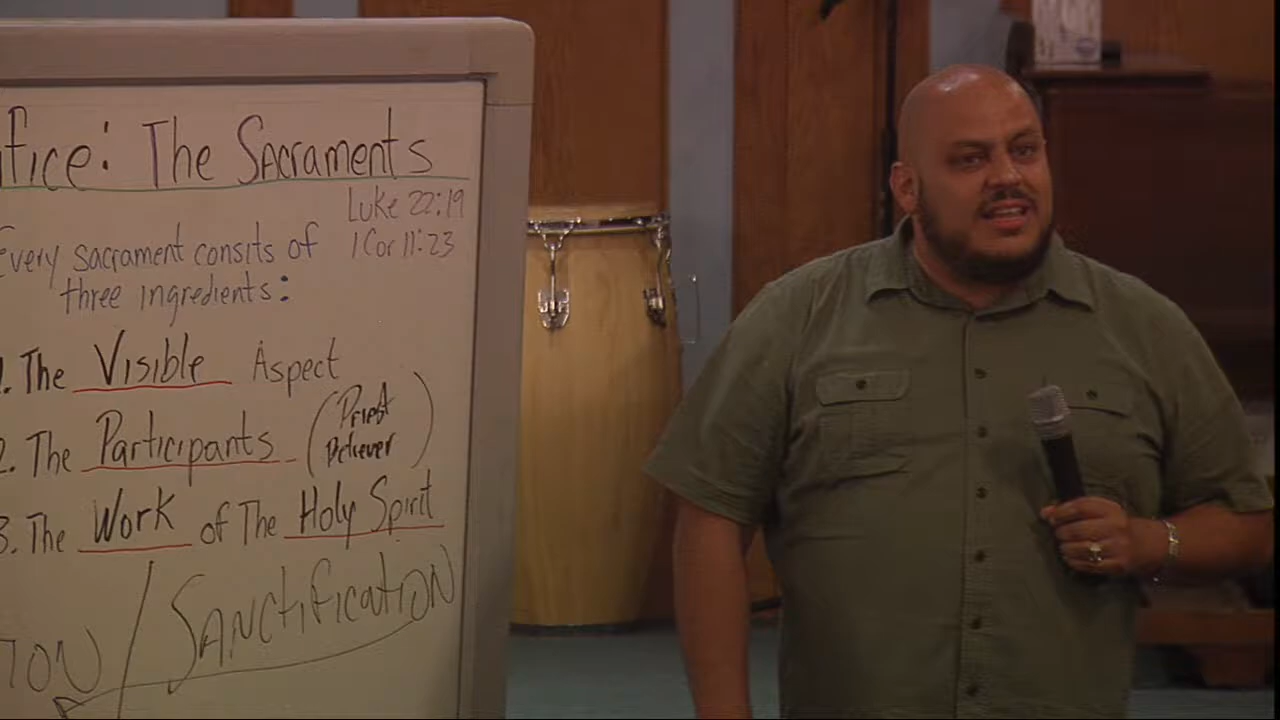 fice: The Sacraments
Luke 22:19
1 Cor 11:23
Every sacrament consits of
three ingredients:
1. The Visible Aspect
2. The Participants (Priest
Believer)
3. The Work of The Holy Spirit
ION / Sanctification